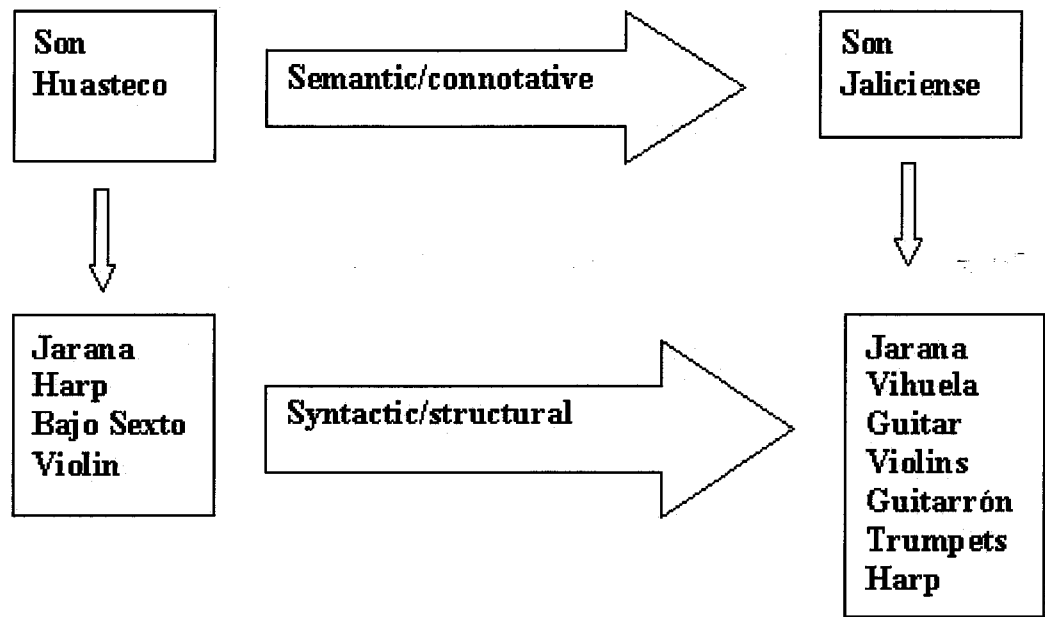 Son
Huasteco
Semantic/connotative
Son
Jaliciense
Jarana
Harp
Bajo Sexto
Violin
Syntactic/structural
Jarana
Vihuela
Guitar
Violins
Guitarrón
Trumpets
Harp